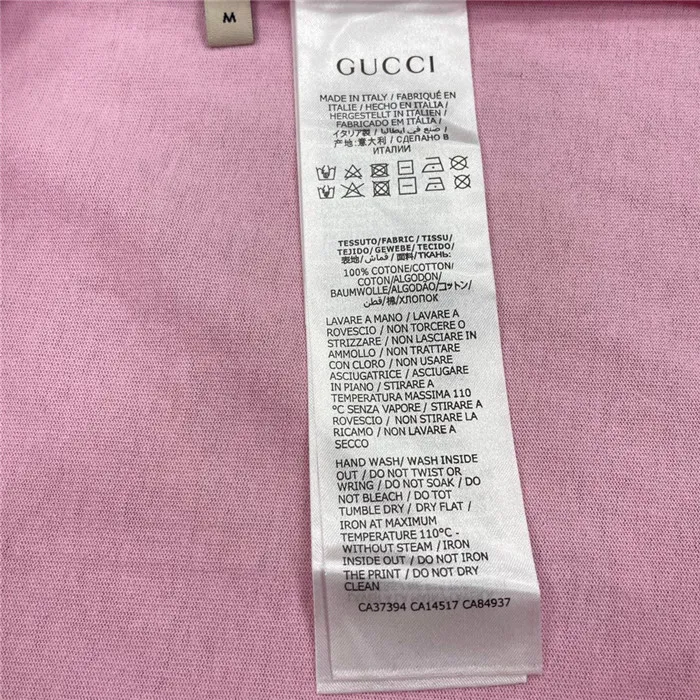 M
GUCCI
MADE IN ITALY / FABRIQUÉ EN
ITALIE / HECHO EN ITALIA /
HERGESTELLT IN ITALIEN /
FABRICADO EM ITÁLIA /
イタリア製 / صنع في ايطاليا /
产地:意大利 / СДЕЛАНО В
ИТАЛИИ
TESSUTO/FABRIC / TISSU/
TEJIDO/ GEWEBE/ TECIDO/
表地/ قماش / 面料/ТКАНЬ:
100% COTONE/COTTON/
COTON/ALGODON/
BAUMWOLLE/ALGODÃO/コットン/
قطن/棉/ХЛОПОК
LAVARE A MANO / LAVARE A
ROVESCIO / NON TORCERE O
STRIZZARE / NON LASCIARE IN
AMMOLLO / NON TRATTARE
CON CLORO / NON USARE
ASCIUGATRICE / ASCIUGARE
IN PIANO / STIRARE A
TEMPERATURA MASSIMA 110
°C SENZA VAPORE / STIRARE A
ROVESCIO / NON STIRARE LA
RICAMO / NON LAVARE A
SECCO
HAND WASH/ WASH INSIDE
OUT / DO NOT TWIST OR
WRING / DO NOT SOAK / DO
NOT BLEACH / DO TOT
TUMBLE DRY / DRY FLAT /
IRON AT MAXIMUM
TEMPERATURE 110°C -
WITHOUT STEAM / IRON
INSIDE OUT / DO NOT IRON
THE PRINT / DO NOT DRY
CLEAN
CA37394 CA14517 CA84937